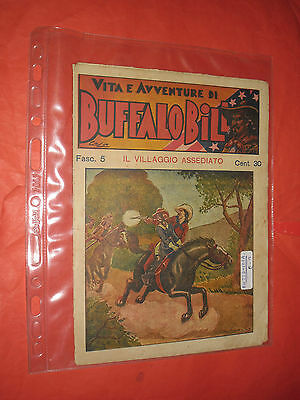 VITA E AVVENTURE DI
BUFFALO BILL
Fasc. 5 IL VILLAGGIO ASSEDIATO Cent. 30